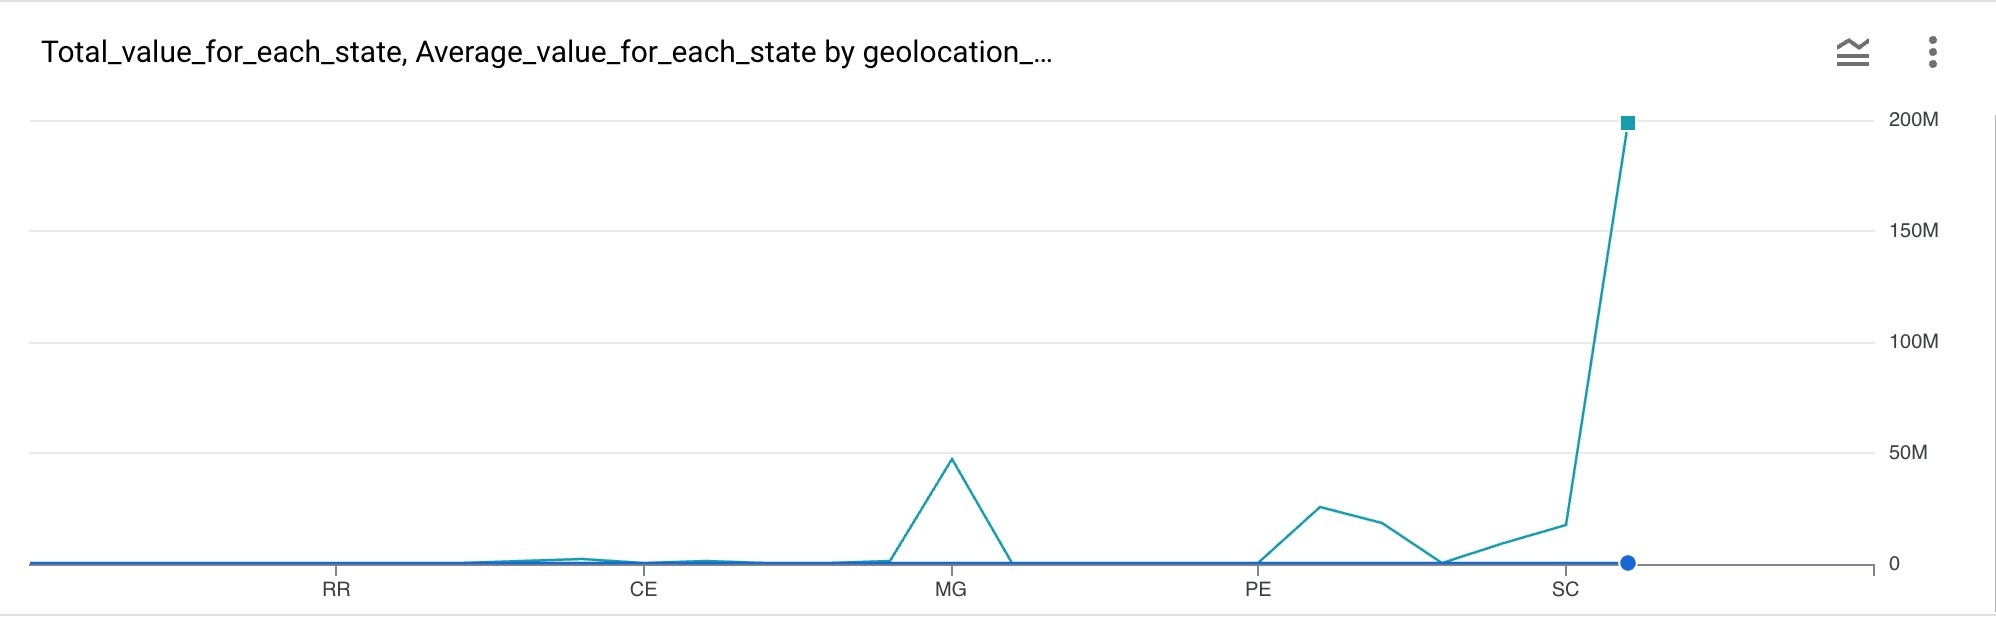 Total_value_for_each_state, Average_value_for_each_state by geolocation_...
200M
150M
100M
50M
0
RR CE MG PE SC